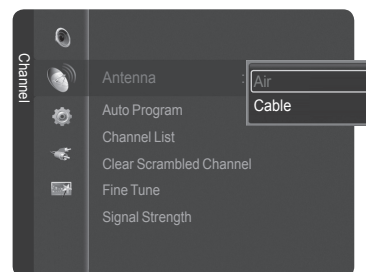 Channel
Antenna : Air
Cable
Auto Program
Channel List
Clear Scrambled Channel
Fine Tune
Signal Strength